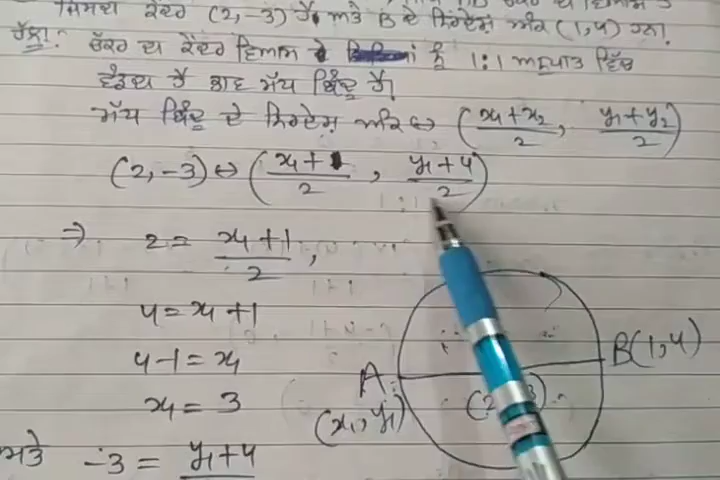 ਜਿਸਦਾ ਕੇਂਦਰ (2, -3) ਹੈ ਅਤੇ B ਦੇ ਨਿਰਦੇਸ਼ ਅੰਕ (1, 4) ਹਨ।
ਹੱਲ:- ਚੱਕਰ ਦਾ ਕੇਂਦਰ ਵਿਆਸ ਨੂੰ 1:1 ਅਨੁਪਾਤ ਵਿੱਚ
ਵੰਡਦਾ ਹੈ ਭਾਵ ਮੱਧ ਬਿੰਦੂ ਹੈ।
ਮੱਧ ਬਿੰਦੂ ਦੇ ਨਿਰਦੇਸ਼ ਅੰਕ ↔ (x₁+x₂/2, y₁+y₂/2)
(2, -3) ↔ (x₁+1/2, y₁+4/2)
⇒ 2 = x₁+1/2,
4 = x₁+1
4-1 = x₁
x₁ = 3
ਅਤੇ -3 = y₁+4
A
(x₁, y₁)
B(1,4)